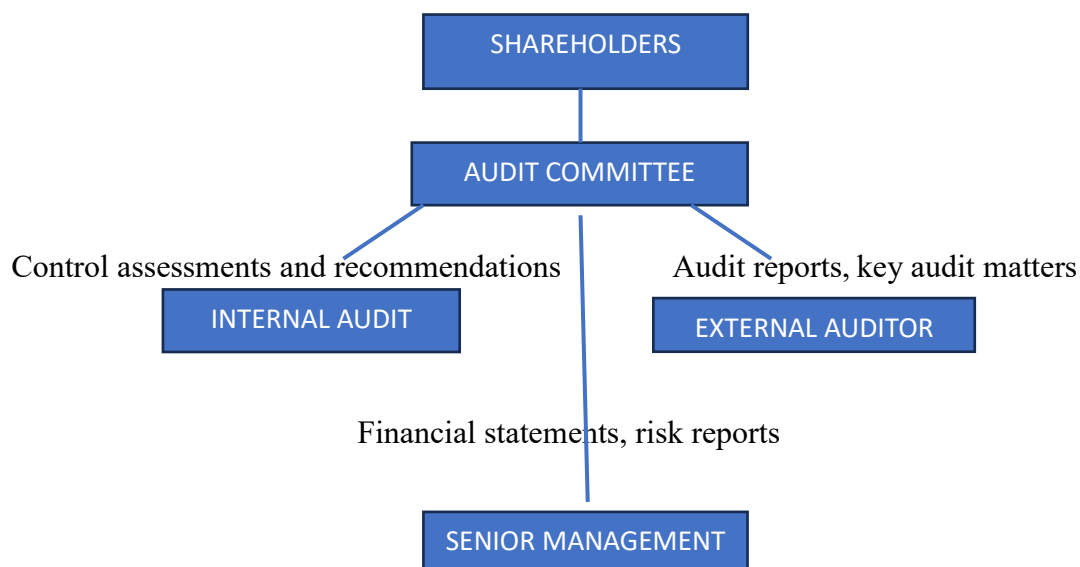 SHAREHOLDERS
AUDIT COMMITTEE
Control assessments and recommendations
Audit reports, key audit matters
INTERNAL AUDIT
EXTERNAL AUDITOR
Financial statements, risk reports
SENIOR MANAGEMENT